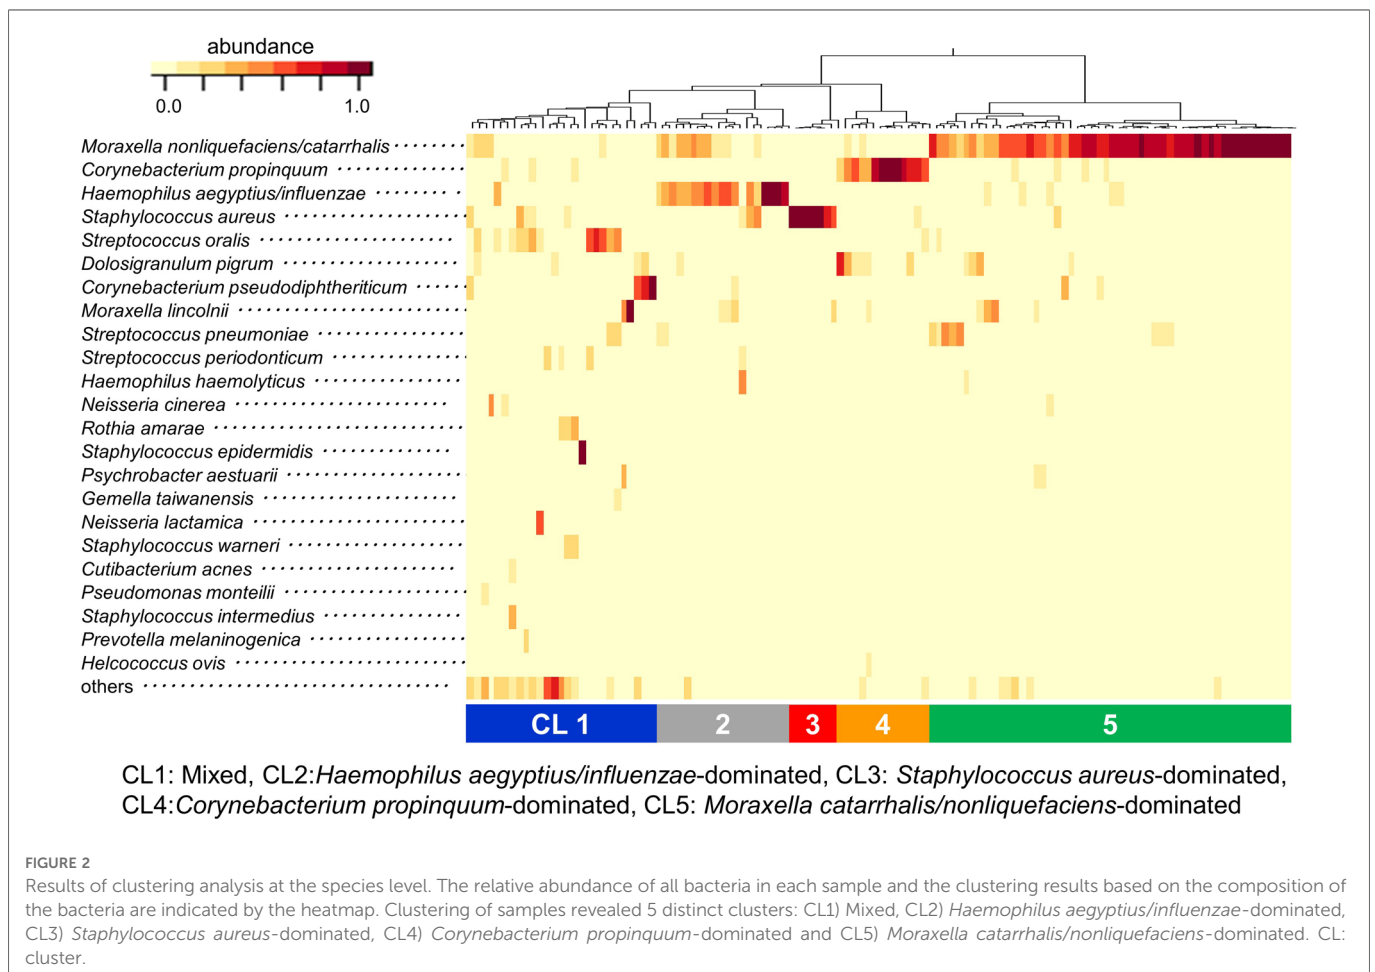 abundance
0.0 1.0
Moraxella nonliquefaciens/catarrhalis
Corynebacterium propinquum
Haemophilus aegyptius/influenzae
Staphylococcus aureus
Streptococcus oralis
Dolosigranulum pigrum
Corynebacterium pseudodiphtheriticum
Moraxella lincolnii
Streptococcus pneumoniae
Streptococcus periodonticum
Haemophilus haemolyticus
Neisseria cinerea
Rothia amarae
Staphylococcus epidermidis
Psychrobacter aestuarii
Gemella taiwanensis
Neisseria lactamica
Staphylococcus warneri
Cutibacterium acnes
Pseudomonas monteilii
Staphylococcus intermedius
Prevotella melaninogenica
Helcococcus ovis
others
CL 1 2 3 4 5
CL1: Mixed, CL2:Haemophilus aegyptius/influenzae-dominated, CL3: Staphylococcus aureus-dominated,
CL4:Corynebacterium propinquum-dominated, CL5: Moraxella catarrhalis/nonliquefaciens-dominated
FIGURE 2
Results of clustering analysis at the species level. The relative abundance of all bacteria in each sample and the clustering results based on the composition of
the bacteria are indicated by the heatmap. Clustering of samples revealed 5 distinct clusters: CL1) Mixed, CL2) Haemophilus aegyptius/influenzae-dominated,
CL3) Staphylococcus aureus-dominated, CL4) Corynebacterium propinquum-dominated and CL5) Moraxella catarrhalis/nonliquefaciens-dominated. CL:
cluster.